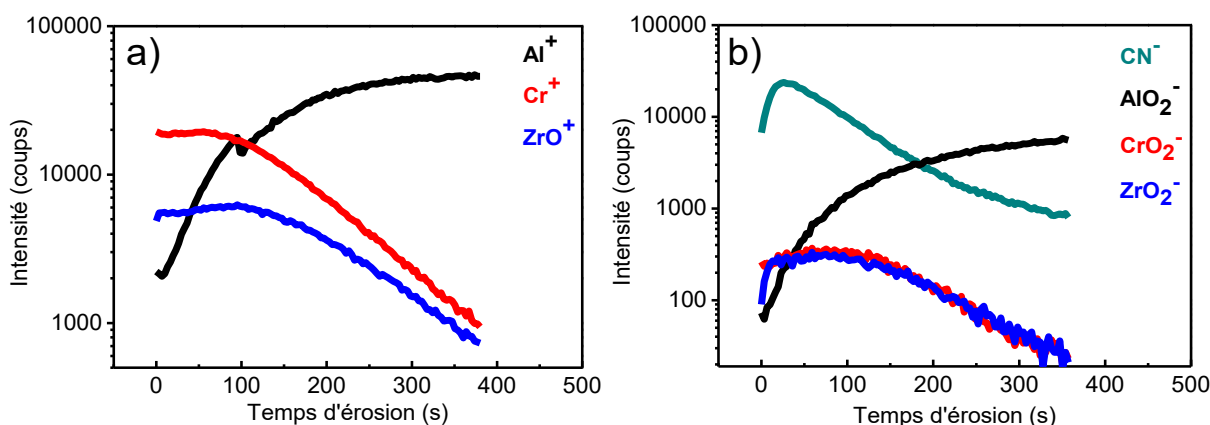 a)
Al⁺
Cr⁺
ZrO⁺
100000
10000
1000
Intensité (coups)
0 100 200 300 400 500
Temps d'érosion (s)
b)
CN⁻
AlO₂⁻
CrO₂⁻
ZrO₂⁻
100000
10000
1000
100
Intensité (coups)
0 100 200 300 400 500
Temps d'érosion (s)